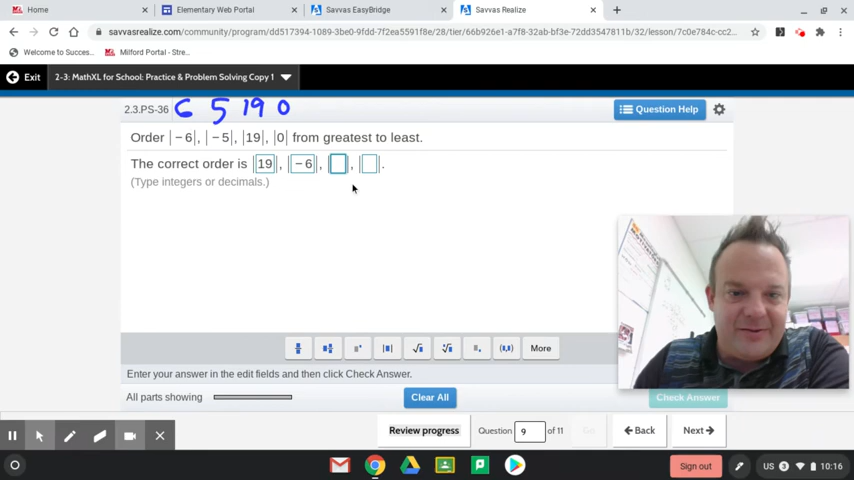 Home
Elementary Web Portal
Savvas EasyBridge
Savvas Realize
savvasrealize.com/community/program/dd517394-1089-3be0-9fdd-7f2ea5591f8e/28/tier/66b926e1-a7f8-32ab-bf3e-72dd3547811b/32/lesson/7c0e784c-cc2...
Welcome to Succes...
Milford Portal - Stre...
Exit
2-3: MathXL for School: Practice & Problem Solving Copy 1
2.3.PS-36
6 5 19 0
Question Help
Order |−6|, |−5|, |19|, |0| from greatest to least.
The correct order is |19|, |−6|, | |, | |.
(Type integers or decimals.)
More
Enter your answer in the edit fields and then click Check Answer.
All parts showing
Clear All
Check Answer
Review progress
Question 9 of 11
Go
Back
Next
Sign out
US 3 10:16